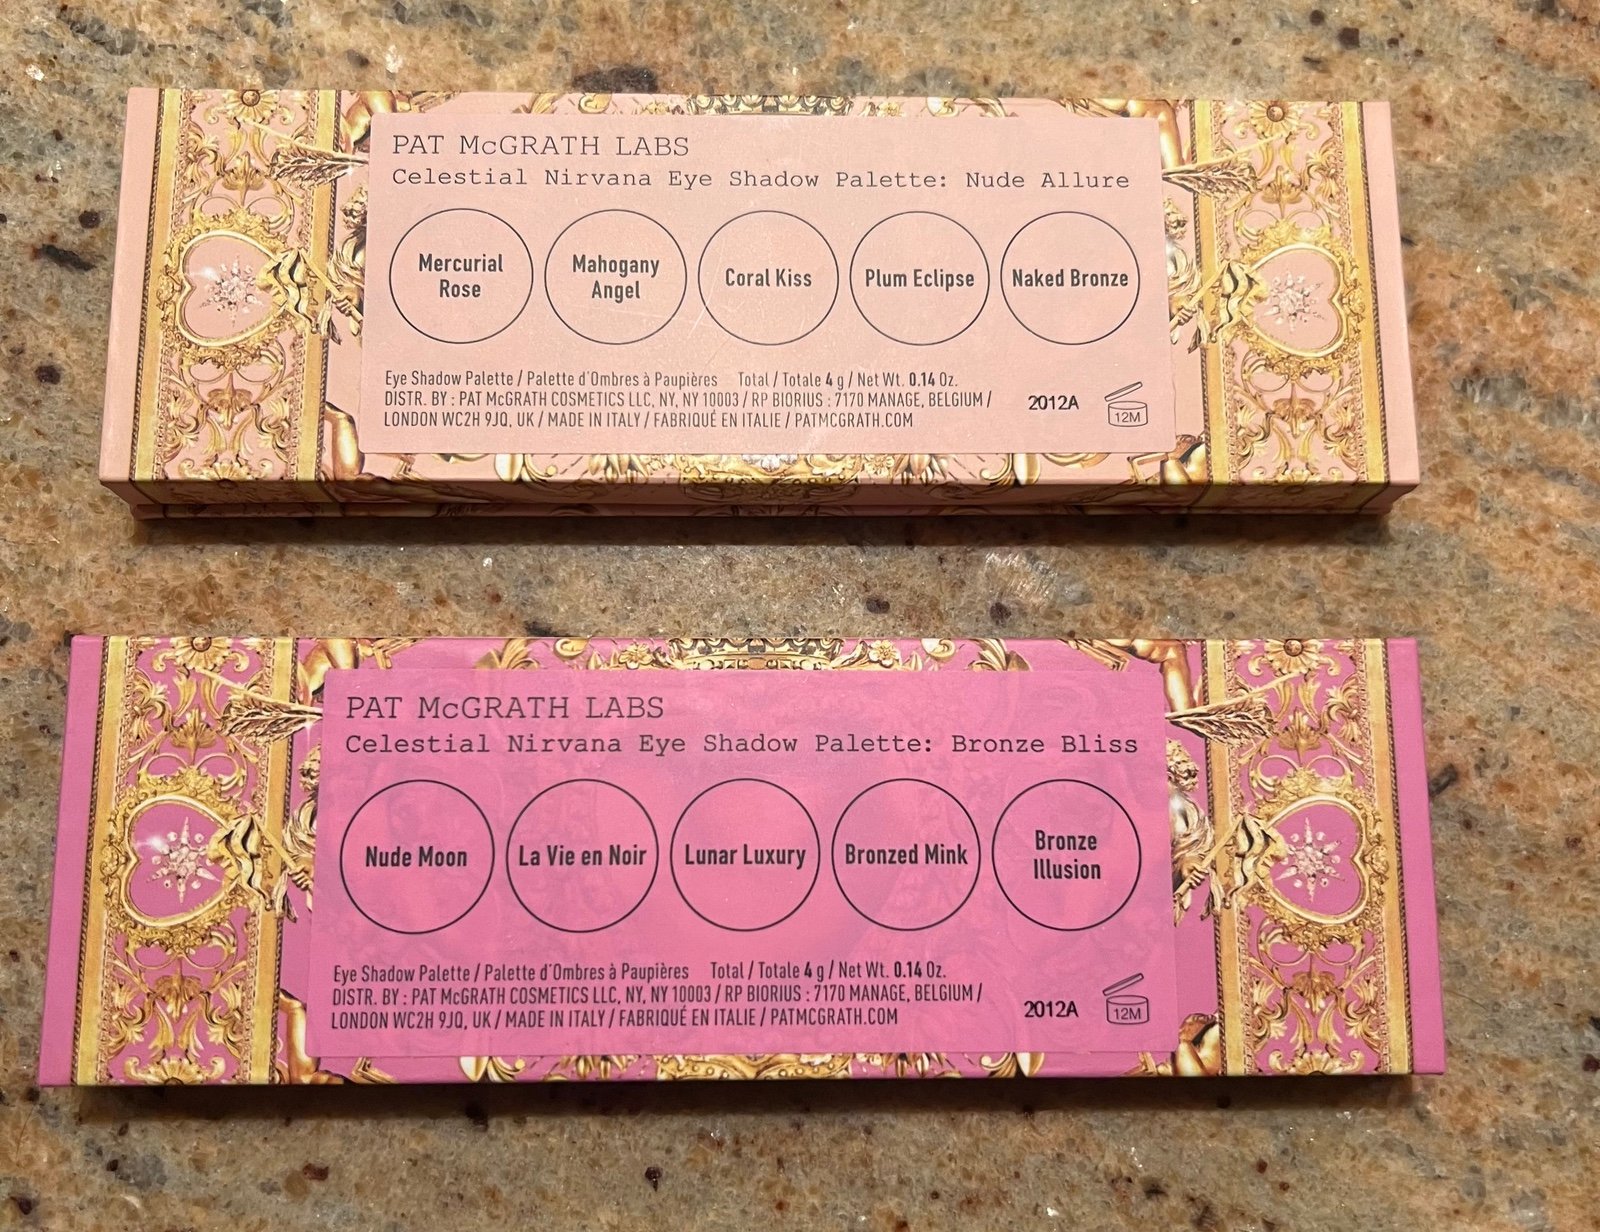 PAT McGRATH LABS
Celestial Nirvana Eye Shadow Palette: Nude Allure
Mercurial Rose
Mahogany Angel
Coral Kiss
Plum Eclipse
Naked Bronze
Eye Shadow Palette / Palette d'Ombres à Paupières Total / Totale 4 g / Net Wt. 0.14 Oz.
DISTR. BY : PAT McGRATH COSMETICS LLC, NY, NY 10003 / RP BIORIUS : 7170 MANAGE, BELGIUM /
LONDON WC2H 9JQ, UK / MADE IN ITALY / FABRIQUÉ EN ITALIE / PATMCGRATH.COM
2012A
12M
PAT McGRATH LABS
Celestial Nirvana Eye Shadow Palette: Bronze Bliss
Nude Moon
La Vie en Noir
Lunar Luxury
Bronzed Mink
Bronze Illusion
Eye Shadow Palette / Palette d'Ombres à Paupières Total / Totale 4 g / Net Wt. 0.14 Oz.
DISTR. BY : PAT McGRATH COSMETICS LLC, NY, NY 10003 / RP BIORIUS : 7170 MANAGE, BELGIUM /
LONDON WC2H 9JQ, UK / MADE IN ITALY / FABRIQUÉ EN ITALIE / PATMCGRATH.COM
2012A
12M